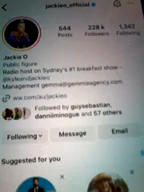 jackieo_official
544
228k
1,342
Posts
Followers
Following
Jackie O
Public figure
Radio host on Sydney's #1 breakfast show -
@kyleandjackieo
Management gemma@gemmieagency.com
ww.com/au/jackieo
Followed by guysebastian,
danniiminogue and 57 others
Following
Message
Email
Suggested for you